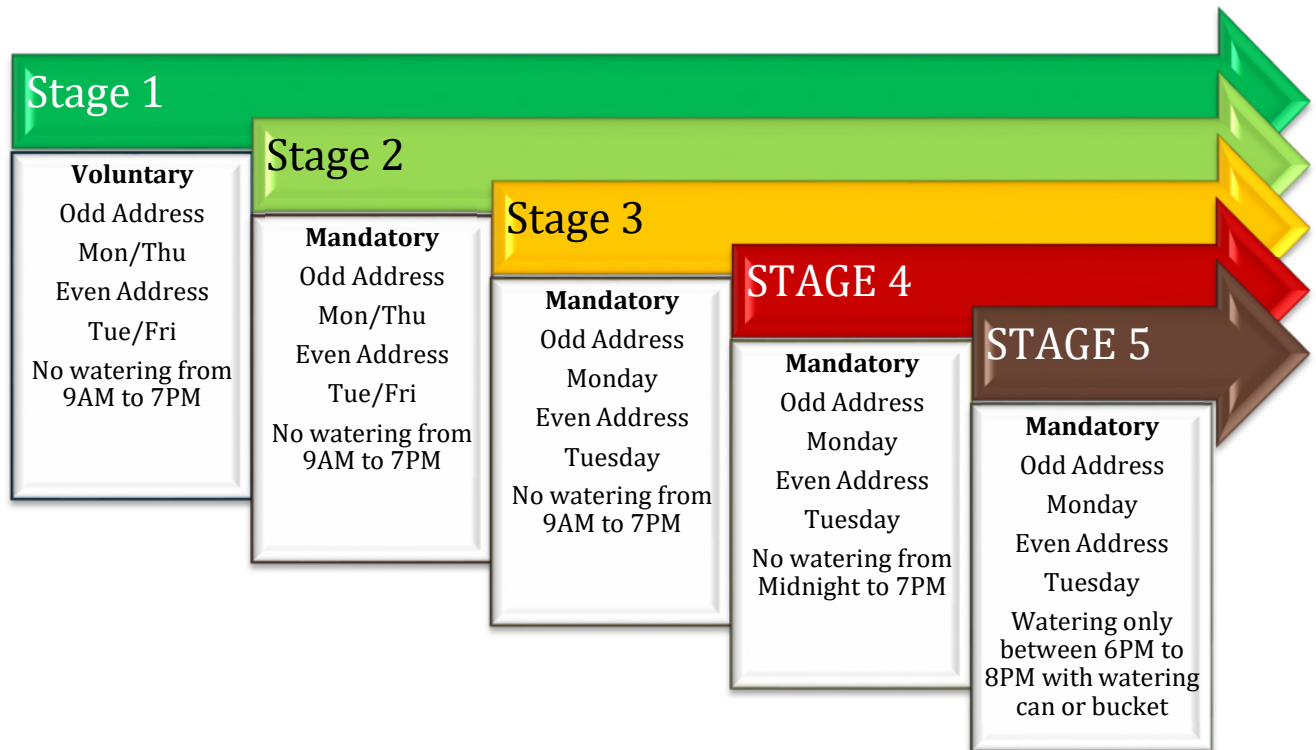 Stage 1
Voluntary
Odd Address
Mon/Thu
Even Address
Tue/Fri
No watering from
9AM to 7PM
Stage 2
Mandatory
Odd Address
Mon/Thu
Even Address
Tue/Fri
No watering from
9AM to 7PM
Stage 3
Mandatory
Odd Address
Monday
Even Address
Tuesday
No watering from
9AM to 7PM
STAGE 4
Mandatory
Odd Address
Monday
Even Address
Tuesday
No watering from
Midnight to 7PM
STAGE 5
Mandatory
Odd Address
Monday
Even Address
Tuesday
Watering only
between 6PM to
8PM with watering
can or bucket